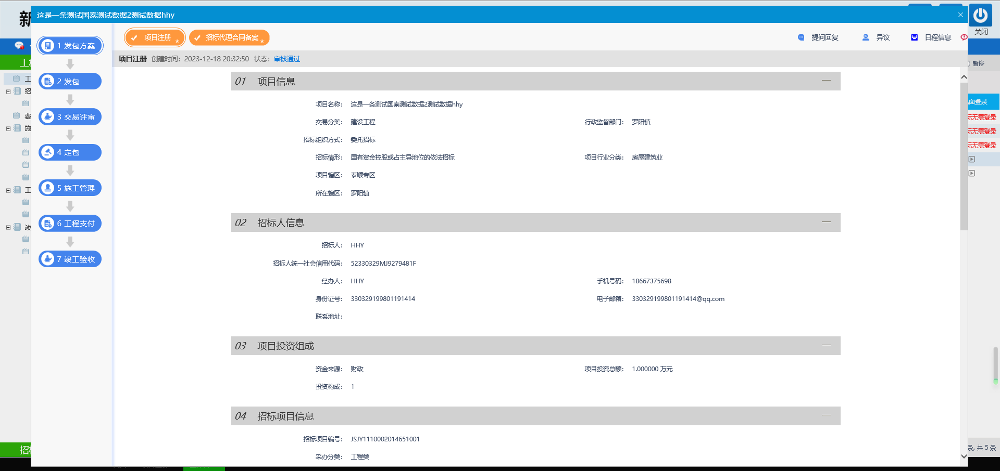 这是一条测试国泰测试数据2测试数据hhy
新
关闭
1 发包方案
2 发包
3 交易评审
4 定包
5 施工管理
6 工程支付
7 竣工验收
项目注册 *
招标代理合同备案 *
提问回复
异议
日程信息
项目注册 创建时间：2023-12-18 20:32:50 状态：审核通过
01 项目信息
项目名称： 这是一条测试国泰测试数据2测试数据hhy
交易分类： 建设工程
行政监督部门： 罗阳镇
招标组织方式： 委托招标
招标情形： 国有资金控股或占主导地位的依法招标
项目行业分类： 房屋建筑业
项目辖区： 泰顺专区
所在辖区： 罗阳镇
02 招标人信息
招标人： HHY
招标人统一社会信用代码： 52330329MJ9279481F
经办人： HHY
手机号码： 18667375698
身份证号： 330329199801191414
电子邮箱： 330329199801191414@qq.com
联系地址：
03 项目投资组成
资金来源： 财政
项目投资总额： 1.000000 万元
投资构成： 1
04 招标项目信息
招标项目编号： JSJY1110002014651001
采办分类： 工程类
工
招
费
施
工
竣
招
暂停
面登录
标无需登录
标无需登录
标无需登录
条, 共 5 条